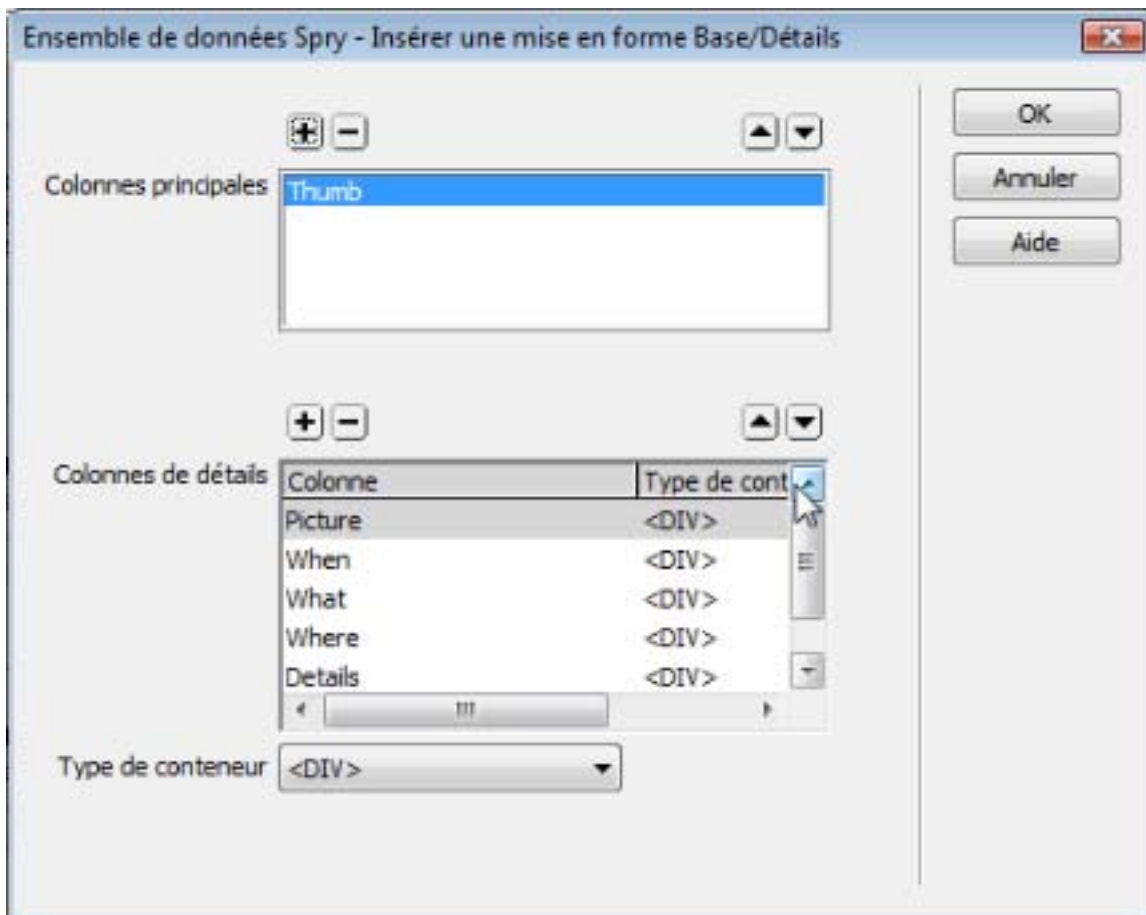 Ensemble de données Spry - Insérer une mise en forme Base/Détails
OK
Annuler
Aide
Colonnes principales
Thumb
Colonnes de détails
Colonne Type de cont
Picture <DIV>
When <DIV>
What <DIV>
Where <DIV>
Details <DIV>
Type de conteneur <DIV>